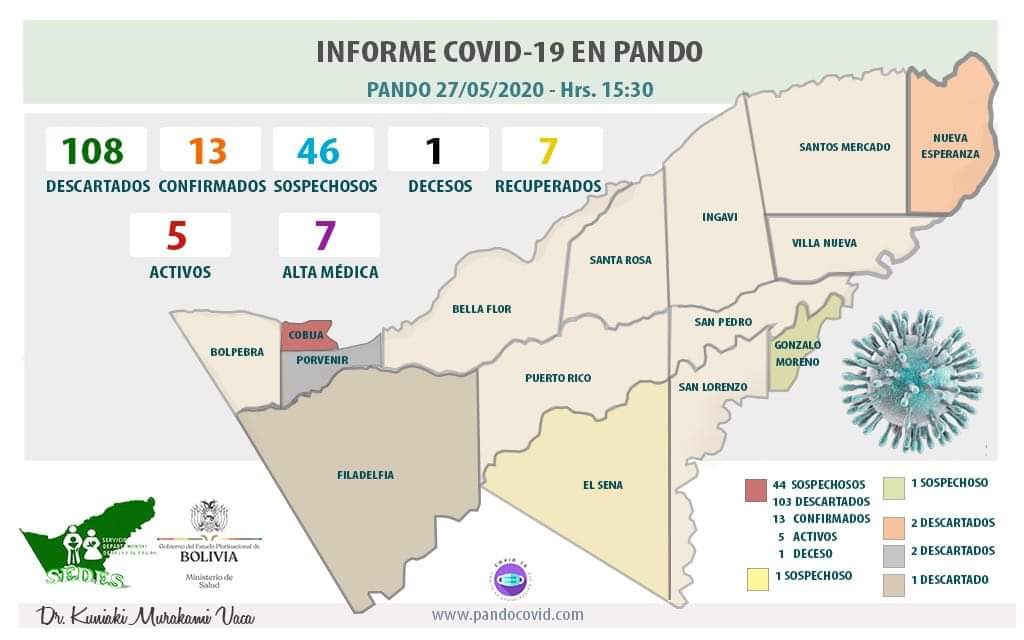 INFORME COVID-19 EN PANDO
PANDO 27/05/2020 - Hrs. 15:30
108
DESCARTADOS
13
CONFIRMADOS
46
SOSPECHOSOS
1
DECESOS
7
RECUPERADOS
5
ACTIVOS
7
ALTA MÉDICA
NUEVA
ESPERANZA
SANTOS MERCADO
INGAVI
VILLA NUEVA
SANTA ROSA
BELLA FLOR
SAN PEDRO
COBIJA
BOLPEBRA
PORVENIR
GONZALO
MORENO
PUERTO RICO
SAN LORENZO
FILADELFIA
EL SENA
44 SOSPECHOSOS
103 DESCARTADOS
13 CONFIRMADOS
5 ACTIVOS
1 DECESO
1 SOSPECHOSO
1 SOSPECHOSO
2 DESCARTADOS
2 DESCARTADOS
1 DESCARTADO
SERVICIO
SEDES
Gobierno del Estado Plurinacional de
BOLIVIA
Ministerio de
Salud
COVID 19
Dr. Kuniaki Murakami Vaca
www.pandocovid.com